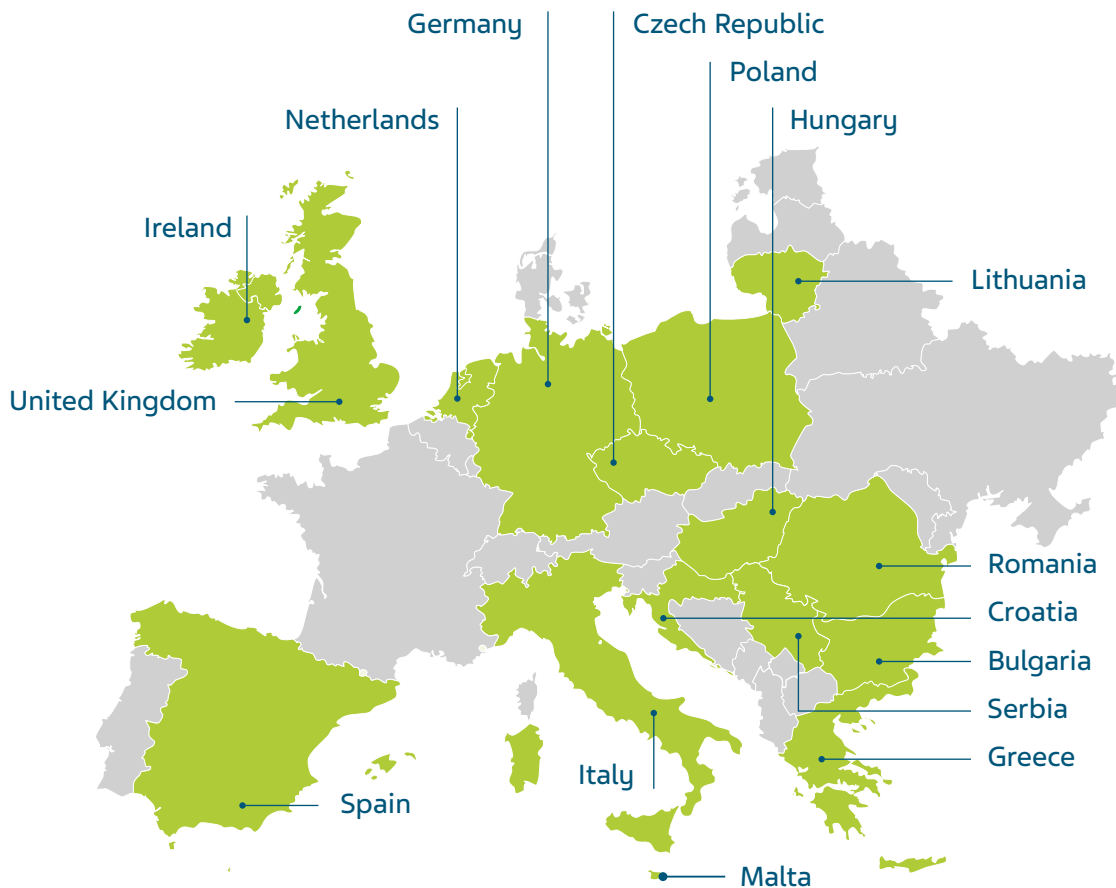 Germany
Czech Republic
Poland
Netherlands
Hungary
Ireland
Lithuania
United Kingdom
Romania
Croatia
Bulgaria
Serbia
Greece
Italy
Spain
Malta